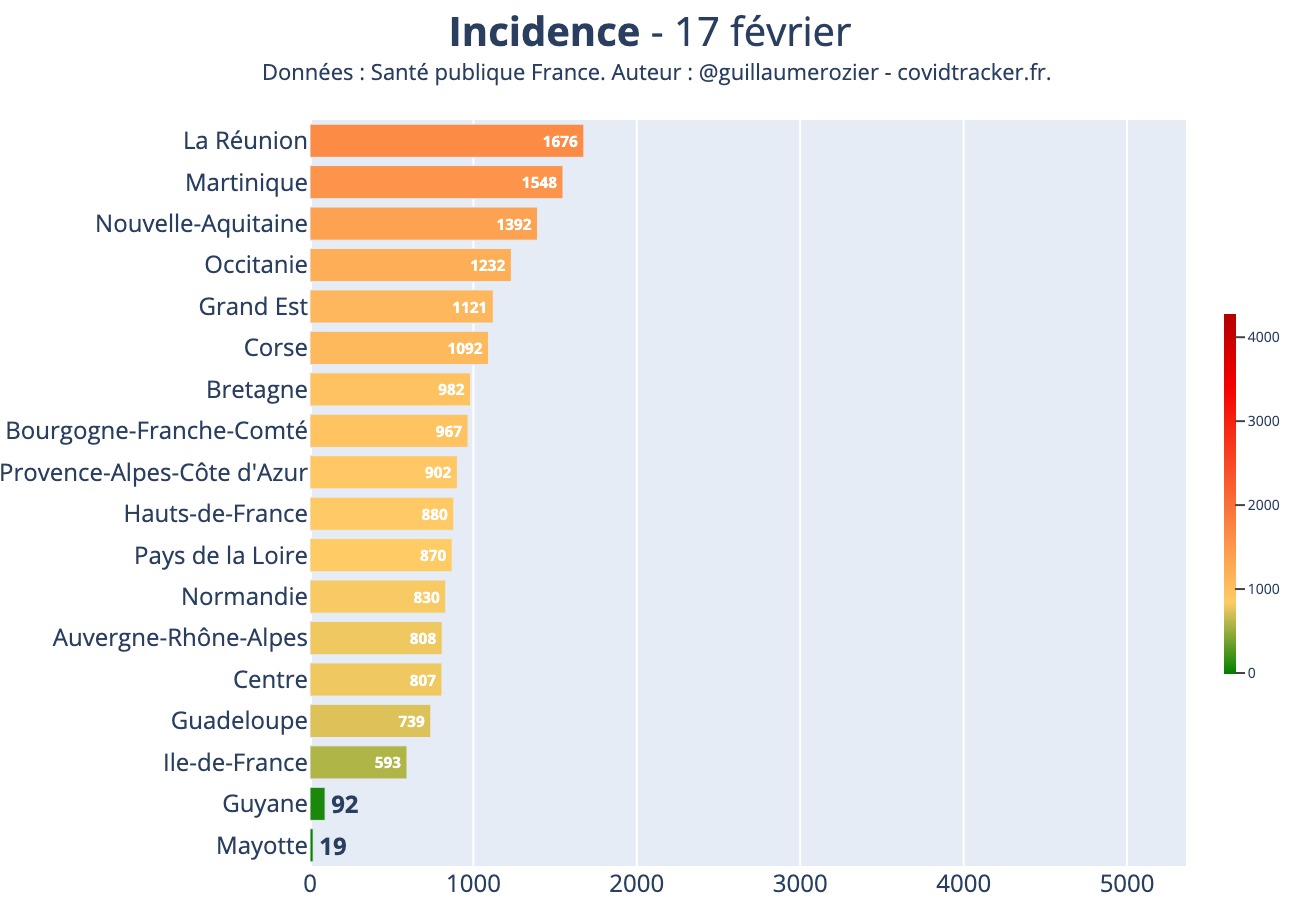 Incidence - 17 février
Données : Santé publique France. Auteur : @guillaumerozier - covidtracker.fr.
La Réunion 1676
Martinique 1548
Nouvelle-Aquitaine 1392
Occitanie 1232
Grand Est 1121
Corse 1092
Bretagne 982
Bourgogne-Franche-Comté 967
Provence-Alpes-Côte d'Azur 902
Hauts-de-France 880
Pays de la Loire 870
Normandie 830
Auvergne-Rhône-Alpes 808
Centre 807
Guadeloupe 739
Ile-de-France 593
Guyane 92
Mayotte 19
0 1000 2000 3000 4000 5000
4000
3000
2000
1000
0